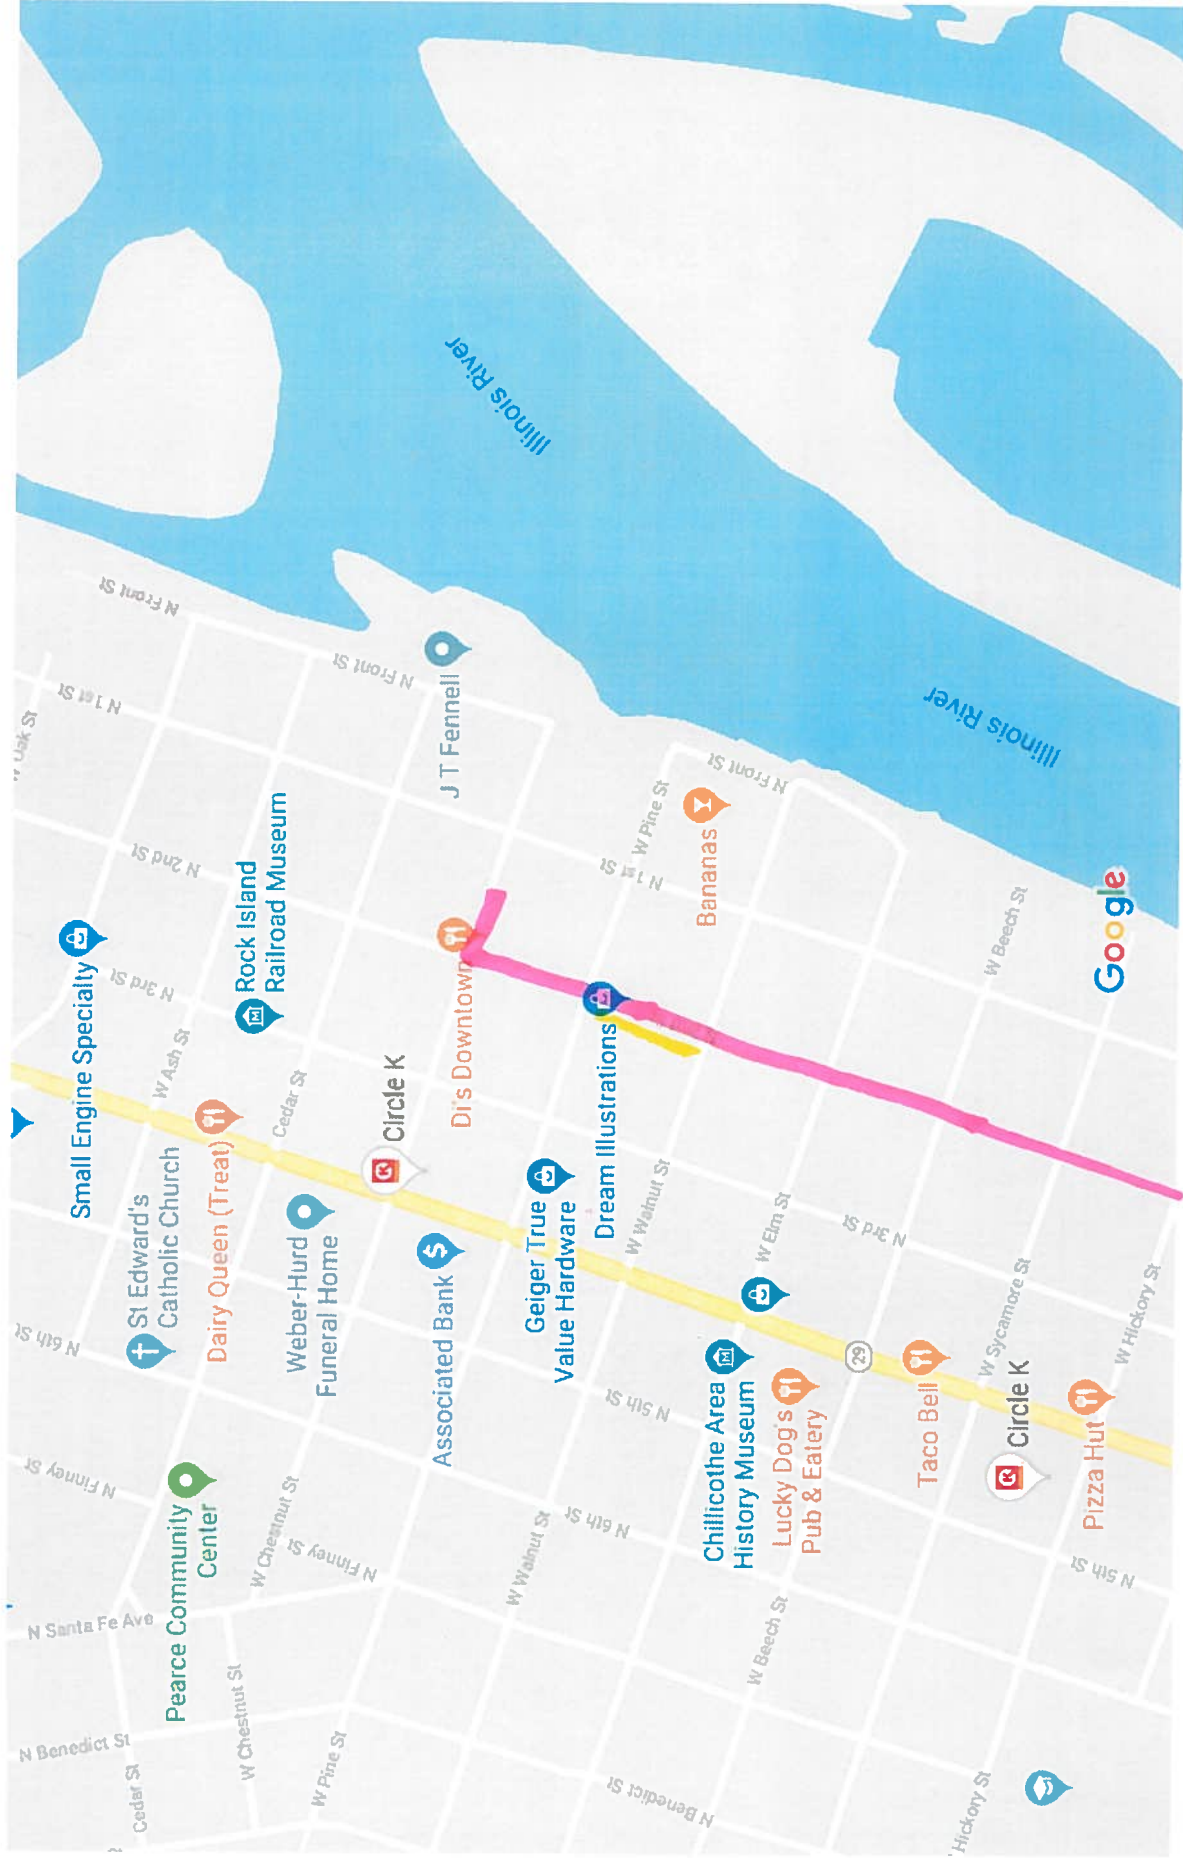 W Oak St
N 1st St
N Front St
N Front St
N 2nd St
N 3rd St
Small Engine Specialty
Rock Island
Railroad Museum
J T Fennell
Illinois River
Illinois River
W Ash St
Cedar St
St Edward's
Catholic Church
Dairy Queen (Treat)
Circle K
Di's Downtown
Weber-Hurd
Funeral Home
Associated Bank
$
Geiger True
Value Hardware
Dream Illustrations
W Pine St
N 1st St
N Front St
Bananas
W Walnut St
W Elm St
N 3rd St
W Beech St
Google
N 6th St
N Finney St
Pearce Community
Center
W Chestnut St
N Finney St
N 5th St
N 6th St
W Walnut St
Chillicothe Area
History Museum
Lucky Dog's
Pub & Eatery
29
Taco Bell
W Sycamore St
Circle K
Pizza Hut
W Hickory St
N 5th St
W Beech St
N Santa Fe Ave
N Benedict St
Cedar St
W Chestnut St
W Pine St
N Benedict St
Hickory St